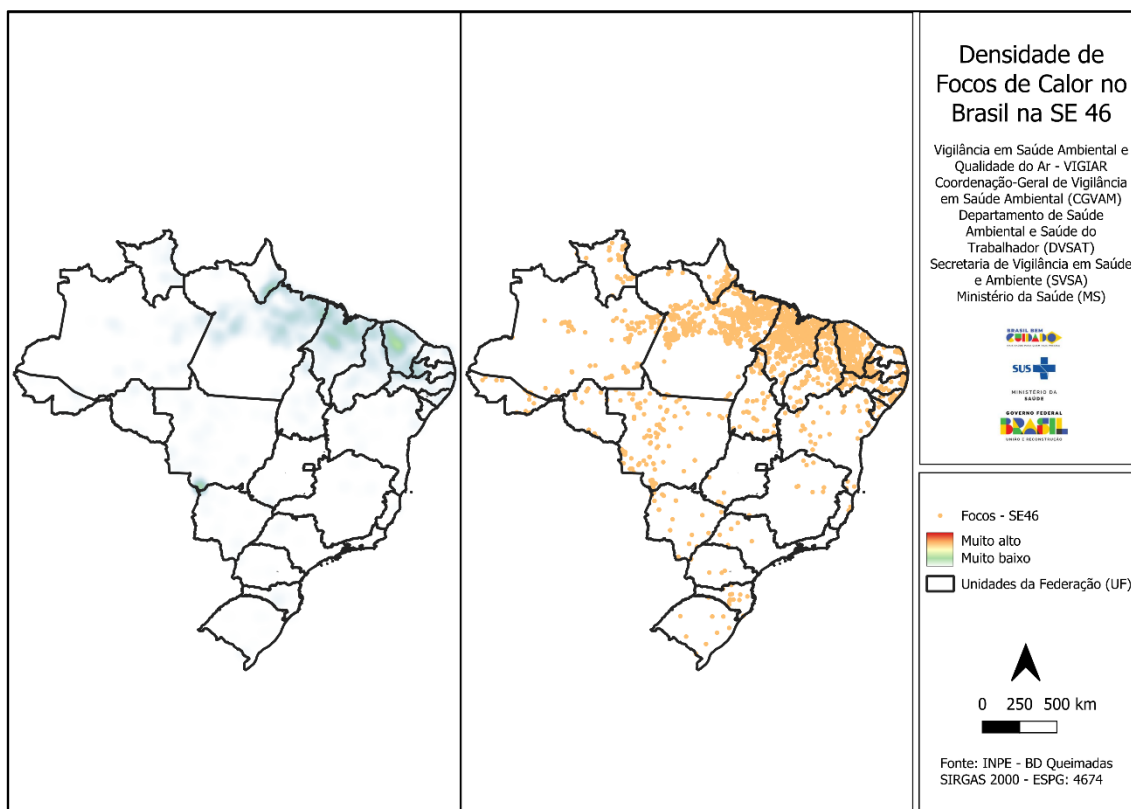 Densidade de
Focos de Calor no
Brasil na SE 46
Vigilância em Saúde Ambiental e
Qualidade do Ar - VIGIAR
Coordenação-Geral de Vigilância
em Saúde Ambiental (CGVAM)
Departamento de Saúde
Ambiental e Saúde do
Trabalhador (DVSAT)
Secretaria de Vigilância em Saúde
e Ambiente (SVSA)
Ministério da Saúde (MS)
BRASIL BEM
CUIDADO
SUS
MINISTÉRIO DA
SAÚDE
GOVERNO FEDERAL
BRASIL
UNIÃO E RECONSTRUÇÃO
Focos - SE46
Muito alto
Muito baixo
Unidades da Federação (UF)
0 250 500 km
Fonte: INPE - BD Queimadas
SIRGAS 2000 - ESPG: 4674